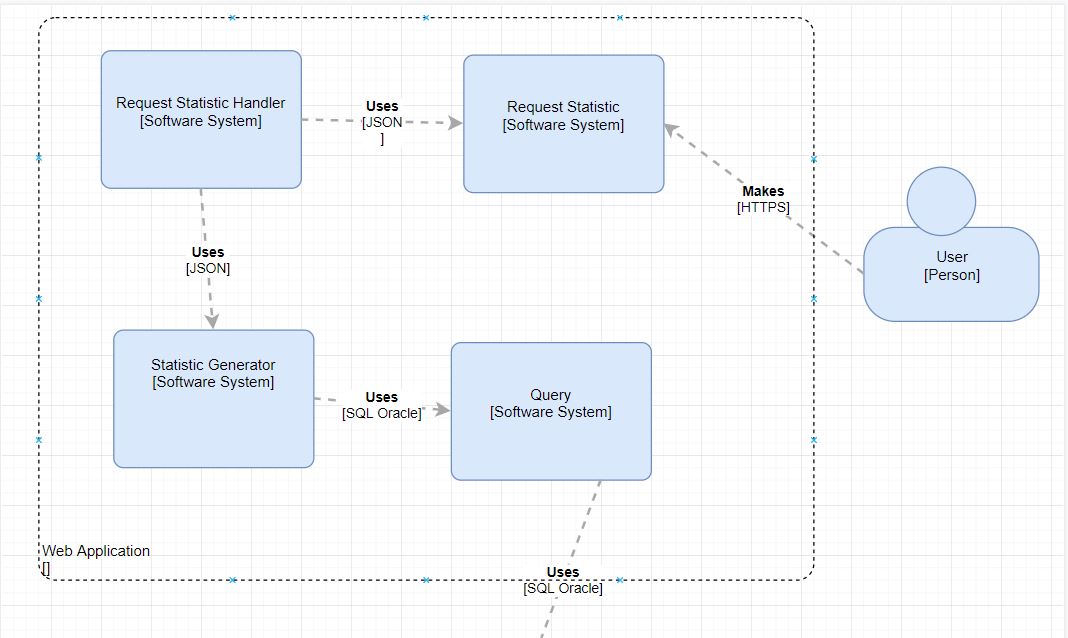 Request Statistic Handler
[Software System]
Uses
[JSON
]
Request Statistic
[Software System]
Makes
[HTTPS]
User
[Person]
Uses
[JSON]
Statistic Generator
[Software System]
Uses
[SQL Oracle]
Query
[Software System]
Web Application
[]
Uses
[SQL Oracle]